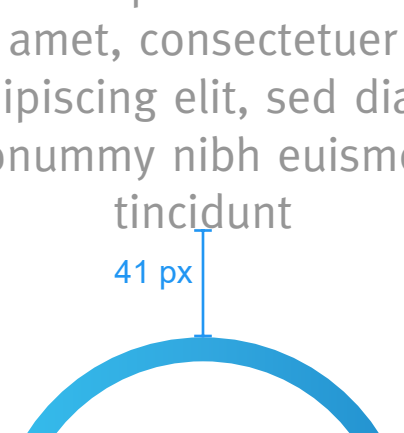 amet, consectetuer
ipiscing elit, sed dia
onummy nibh euismo
tincidunt
41 px